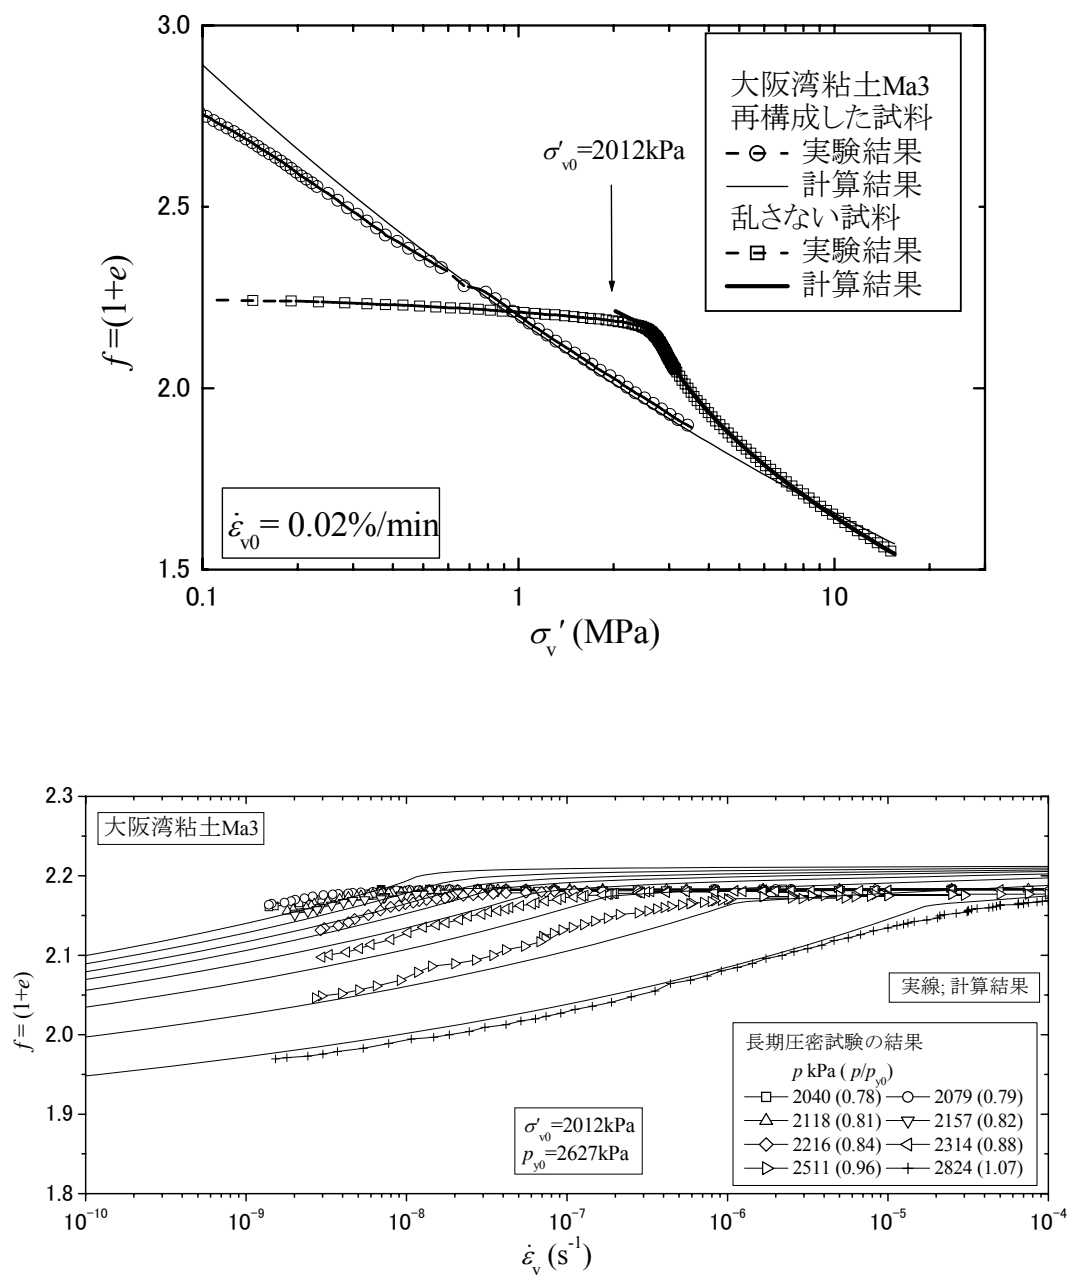 3.0
2.5
2.0
1.5
f =(1+e)
0.1
1
10
σv′ (MPa)
σ′v0=2012kPa
大阪湾粘土Ma3
再構成した試料
実験結果
計算結果
乱さない試料
実験結果
計算結果
ε̇v0= 0.02%/min
2.3
2.2
2.1
2.0
1.9
1.8
f = (1+e)
大阪湾粘土Ma3
実線; 計算結果
長期圧密試験の結果
p kPa ( p/py0)
2040 (0.78) 2079 (0.79)
2118 (0.81) 2157 (0.82)
2216 (0.84) 2314 (0.88)
2511 (0.96) 2824 (1.07)
σ′v0=2012kPa
py0=2627kPa
10⁻¹⁰ 10⁻⁹ 10⁻⁸ 10⁻⁷ 10⁻⁶ 10⁻⁵ 10⁻⁴
ε̇v (s⁻¹)